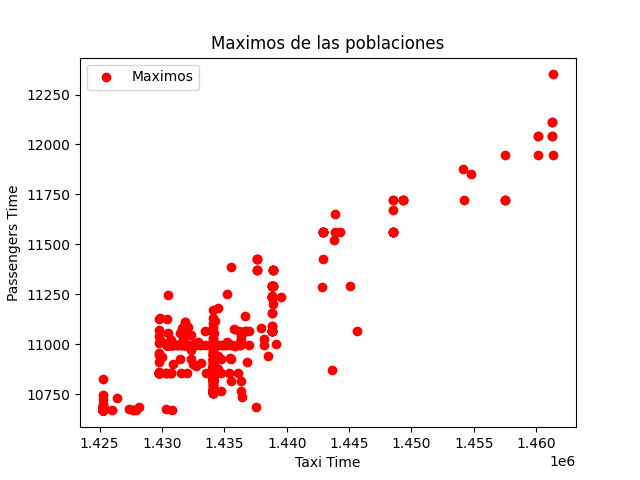 Maximos de las poblaciones
Maximos
Passengers Time
12250
12000
11750
11500
11250
11000
10750
1.425 1.430 1.435 1.440 1.445 1.450 1.455 1.460
1e6
Taxi Time